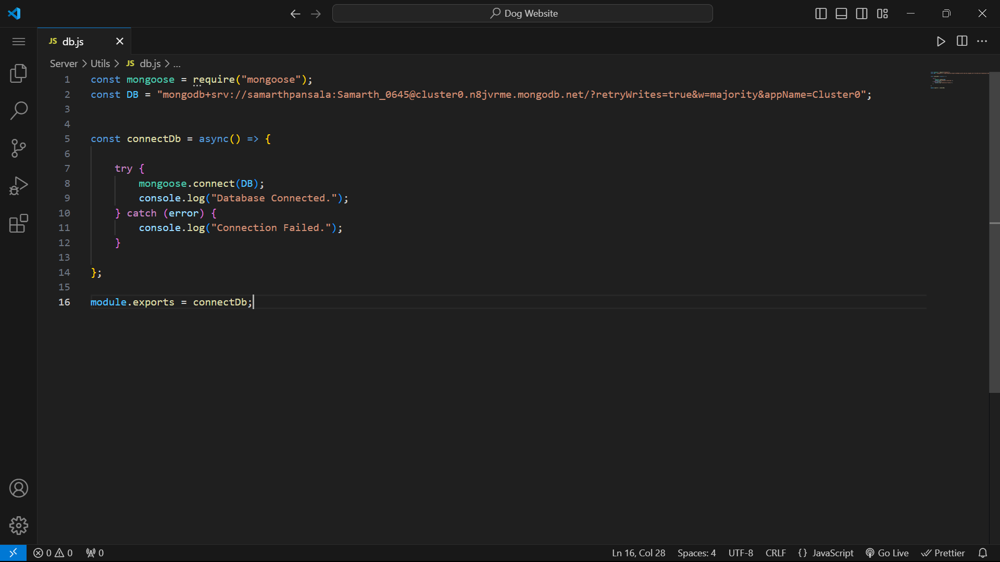 Dog Website
JS db.js
Server > Utils > JS db.js > ...
1 const mongoose = require("mongoose");
2 const DB = "mongodb+srv://samarthpansala:Samarth_0645@cluster0.n8jvrme.mongodb.net/?retryWrites=true&w=majority&appName=Cluster0";
3
4
5 const connectDb = async() => {
6
7 try {
8 mongoose.connect(DB);
9 console.log("Database Connected.");
10 } catch (error) {
11 console.log("Connection Failed.");
12 }
13
14 };
15
16 module.exports = connectDb;
0 0 0 Ln 16, Col 28 Spaces: 4 UTF-8 CRLF {} JavaScript Go Live Prettier